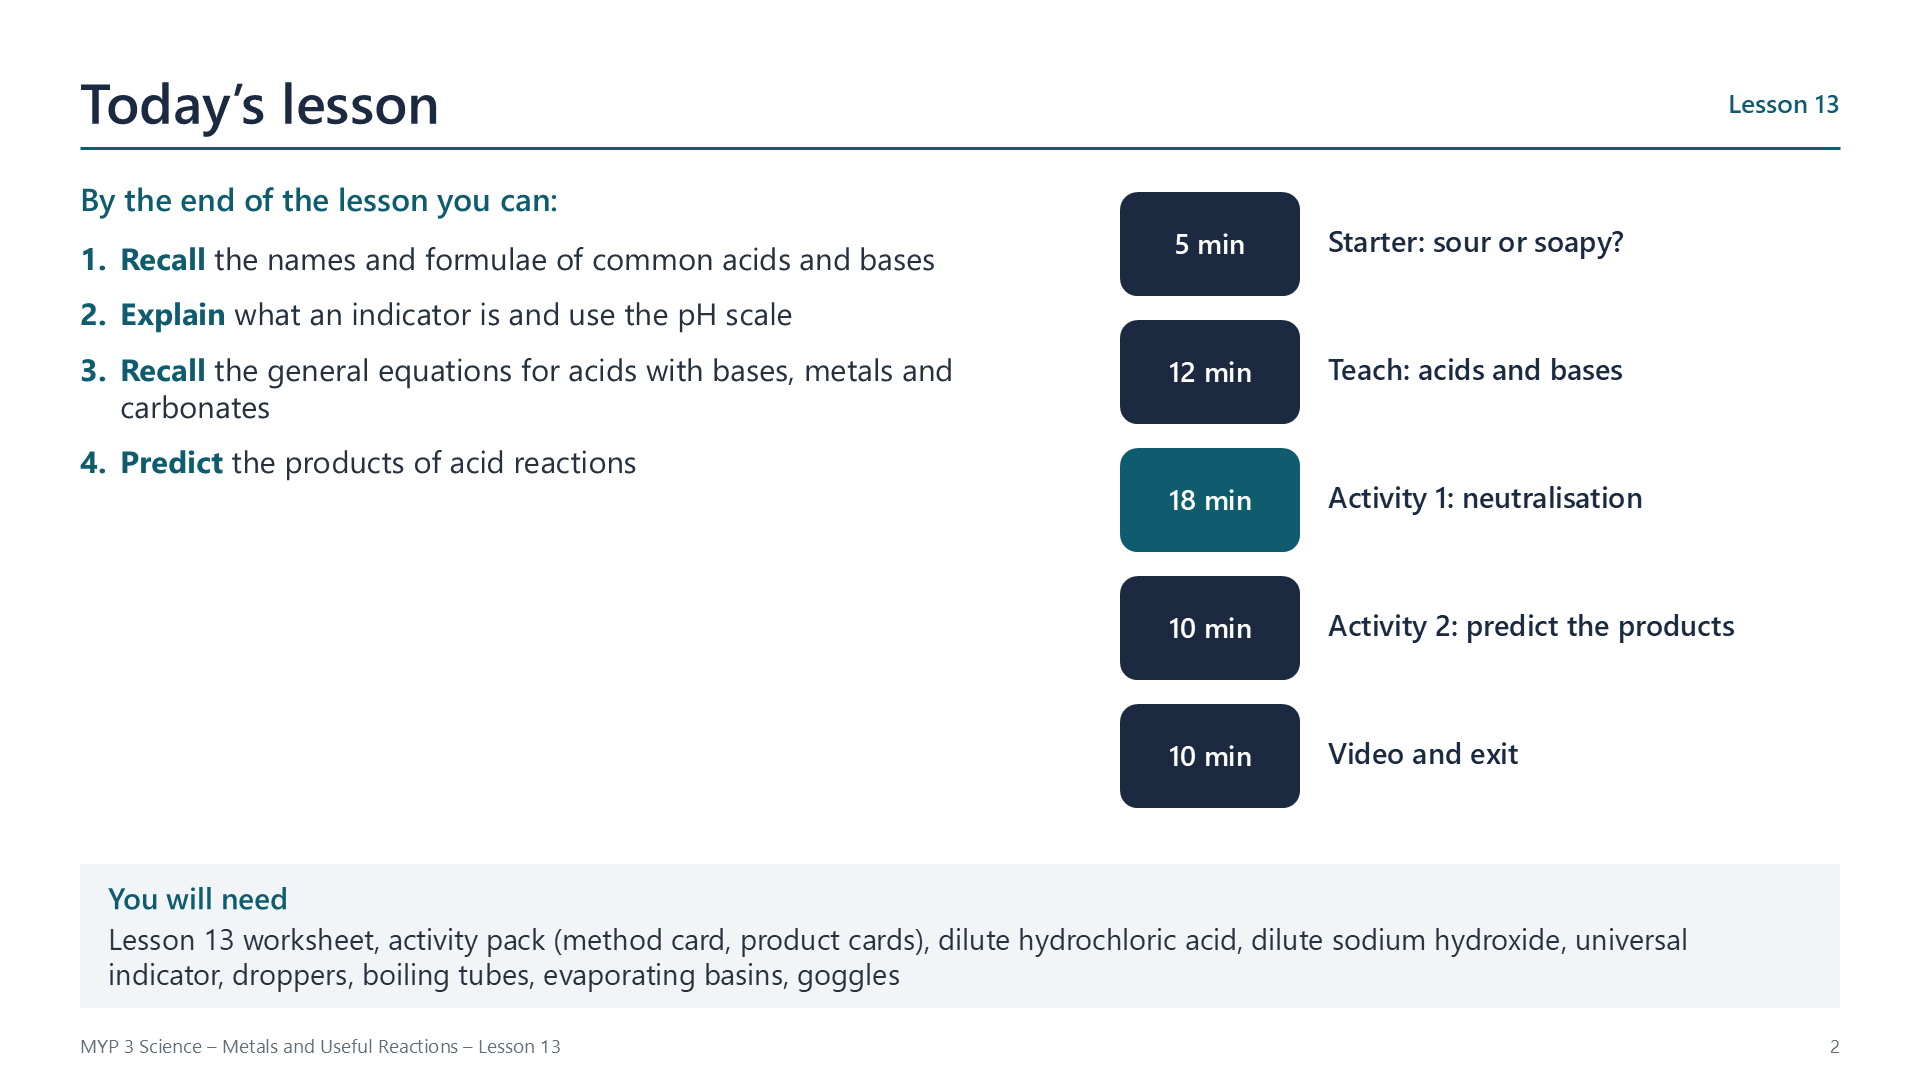 Today’s lesson
Lesson 13
By the end of the lesson you can:
1. Recall the names and formulae of common acids and bases
2. Explain what an indicator is and use the pH scale
3. Recall the general equations for acids with bases, metals and
carbonates
4. Predict the products of acid reactions
5 min
Starter: sour or soapy?
12 min
Teach: acids and bases
18 min
Activity 1: neutralisation
10 min
Activity 2: predict the products
10 min
Video and exit
You will need
Lesson 13 worksheet, activity pack (method card, product cards), dilute hydrochloric acid, dilute sodium hydroxide, universal
indicator, droppers, boiling tubes, evaporating basins, goggles
MYP 3 Science – Metals and Useful Reactions – Lesson 13
2